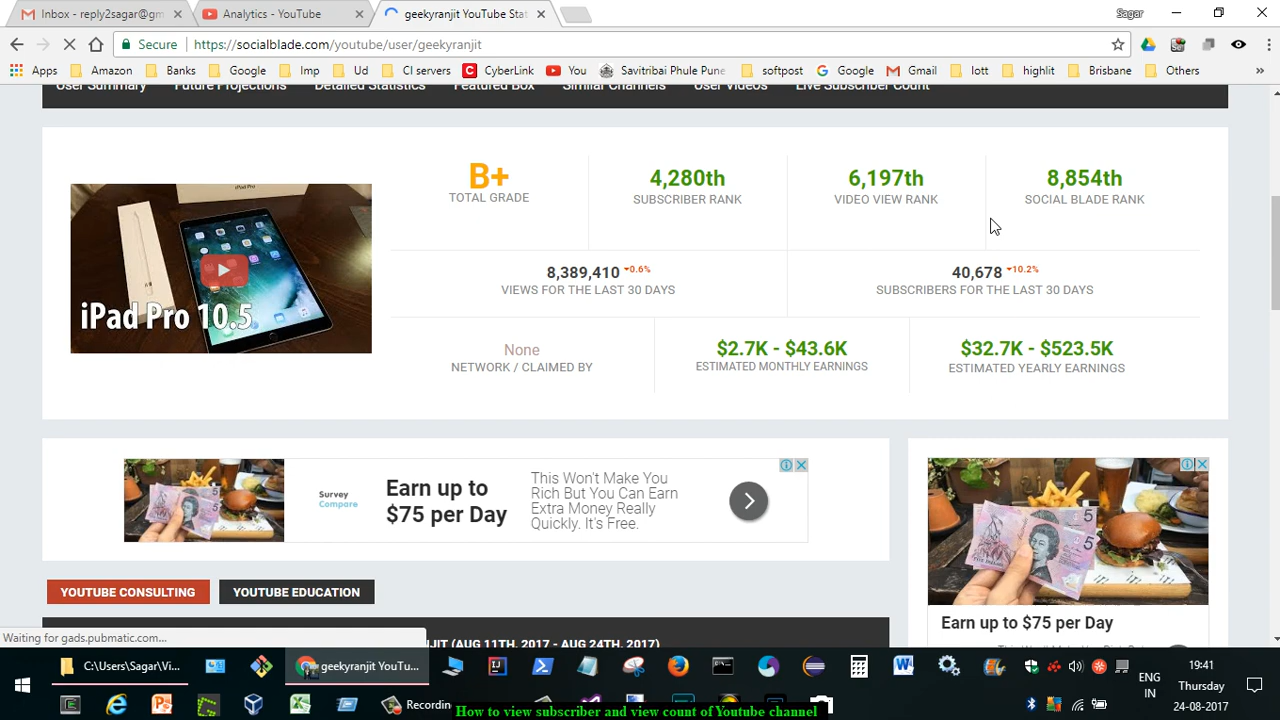 Inbox - reply2sagar@gm
Analytics - YouTube
geekyranjit YouTube Stat
Sagar
Secure
https://socialblade.com/youtube/user/geekyranjit
Apps
Amazon
Banks
Google
Imp
Ud
CI servers
CyberLink
You
Savitribai Phule Pune
softpost
Google
Gmail
lott
highlit
Brisbane
Others
»
User Summary
Future Projections
Detailed Statistics
Featured Box
Similar Channels
User Videos
Live Subscriber Count
B+
TOTAL GRADE
4,280th
SUBSCRIBER RANK
6,197th
VIDEO VIEW RANK
8,854th
SOCIAL BLADE RANK
iPad Pro
iPad Pro 10.5
8,389,410 0.6%
VIEWS FOR THE LAST 30 DAYS
40,678 10.2%
SUBSCRIBERS FOR THE LAST 30 DAYS
None
NETWORK / CLAIMED BY
$2.7K - $43.6K
ESTIMATED MONTHLY EARNINGS
$32.7K - $523.5K
ESTIMATED YEARLY EARNINGS
Survey
Compare
Earn up to
$75 per Day
This Won't Make You
Rich But You Can Earn
Extra Money Really
Quickly. It's Free.
5
5
Earn up to $75 per Day
YOUTUBE CONSULTING
YOUTUBE EDUCATION
Waiting for gads.pubmatic.com...
JIT (AUG 11TH, 2017 - AUG 24TH, 2017)
C:\Users\Sagar\Vi...
geekyranjit YouTu...
Recording
ENG
IN
19:41
Thursday
24-08-2017
How to view subscriber and view count of Youtube channel